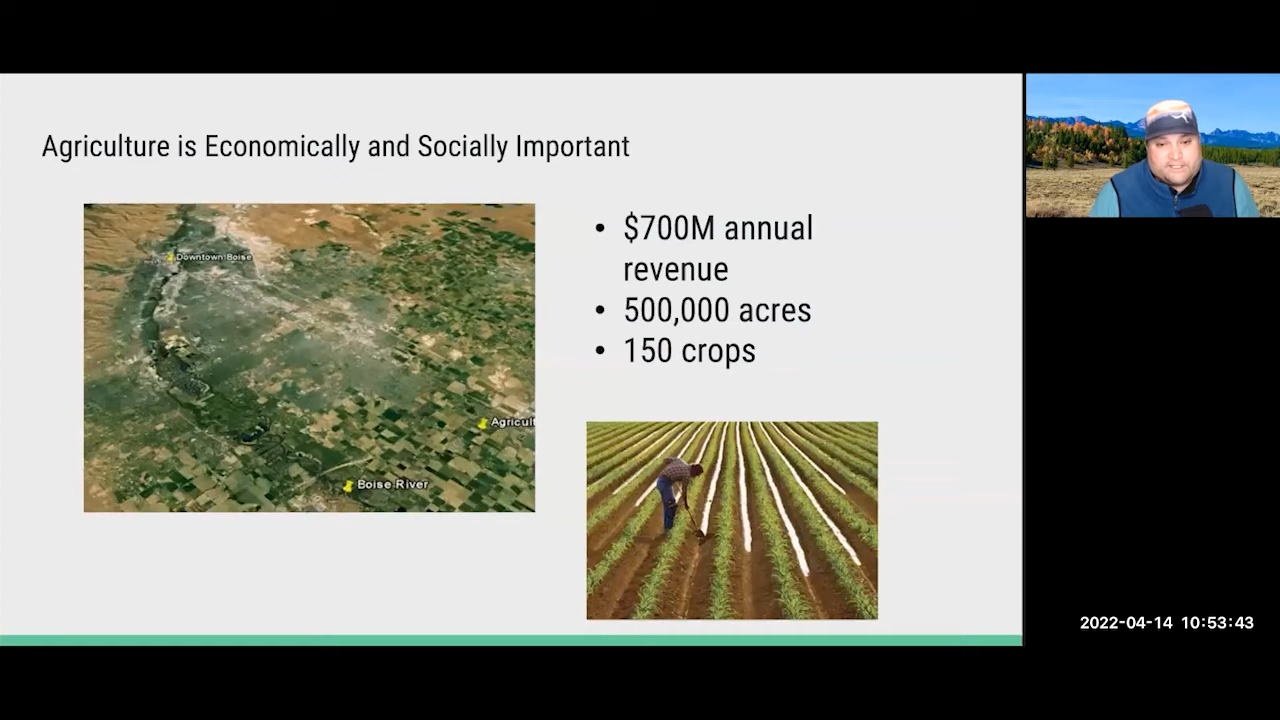 Agriculture is Economically and Socially Important
• $700M annual
revenue
• 500,000 acres
• 150 crops
Downtown Boise
Agricult
Boise River
2022-04-14 10:53:43